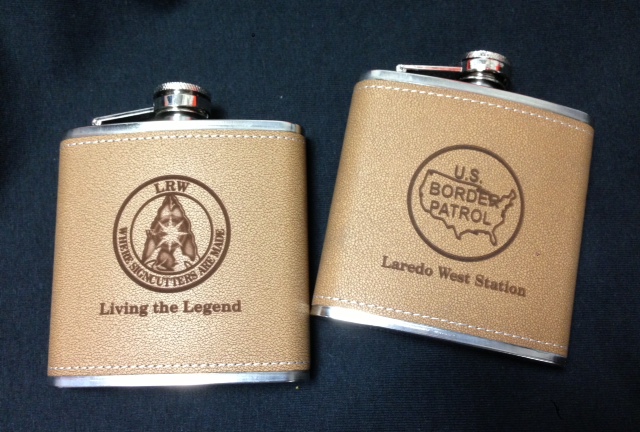 LRW
WHERE SIGNCUTTERS ARE MADE
Living the Legend
U.S.
BORDER
PATROL
Laredo West Station